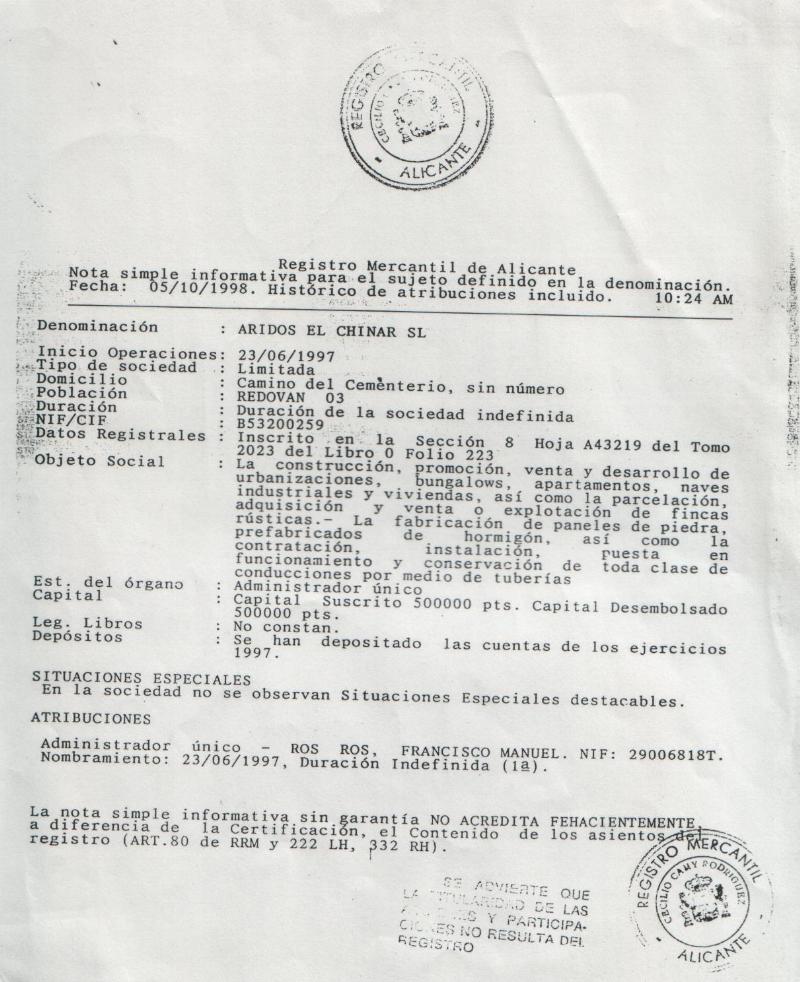 REGISTRO MERCANTIL
CECILIO
ALICANTE
Registro Mercantil de Alicante
Nota simple informativa para el sujeto definido en la denominación.
Fecha: 05/10/1998. Histórico de atribuciones incluido. 10:24 AM
Denominación : ARIDOS EL CHINAR SL
Inicio Operaciones: 23/06/1997
Tipo de sociedad : Limitada
Domicilio : Camino del Cementerio, sin número
Población : REDOVAN 03
Duración : Duración de la sociedad indefinida
NIF/CIF : B53200259
Datos Registrales : Inscrito en la Sección 8 Hoja A43219 del Tomo
2023 del Libro 0 Folio 223
Objeto Social : La construcción, promoción, venta y desarrollo de
urbanizaciones, bungalows, apartamentos, naves
industriales y viviendas, así como la parcelación,
adquisición y venta o explotación de fincas
rústicas.- La fabricación de paneles de piedra,
prefabricados de hormigón, así como la
contratación, instalación, puesta en
funcionamiento y conservación de toda clase de
conducciones por medio de tuberías
Est. del órgano : Administrador único
Capital : Capital Suscrito 500000 pts. Capital Desembolsado
500000 pts.
Leg. Libros : No constan.
Depósitos : Se han depositado las cuentas de los ejercicios
1997.
SITUACIONES ESPECIALES
En la sociedad no se observan Situaciones Especiales destacables.
ATRIBUCIONES
Administrador único - ROS ROS, FRANCISCO MANUEL. NIF: 29006818T.
Nombramiento: 23/06/1997, Duración Indefinida (1ª).
La nota simple informativa sin garantía NO ACREDITA FEHACIENTEMENTE,
a diferencia de la Certificación, el Contenido de los asientos del
registro (ART.80 de RRM y 222 LH, 332 RH).
SE ADVIERTE QUE
LA TITULARIDAD DE LAS
Y PARTICIPA-
CIONES NO RESULTA DEL
REGISTRO
REGISTRO MERCANTIL
CECILIO CAMY RODRIGUEZ
ALICANTE